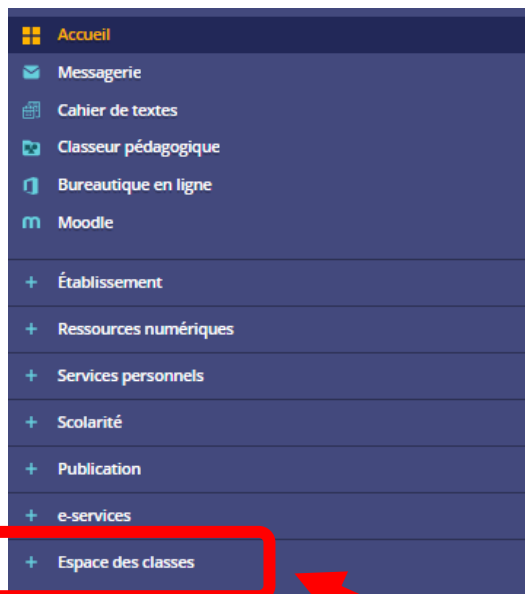 Accueil
Messagerie
Cahier de textes
Classeur pédagogique
Bureautique en ligne
Moodle
+ Établissement
+ Ressources numériques
+ Services personnels
+ Scolarité
+ Publication
+ e-services
+ Espace des classes